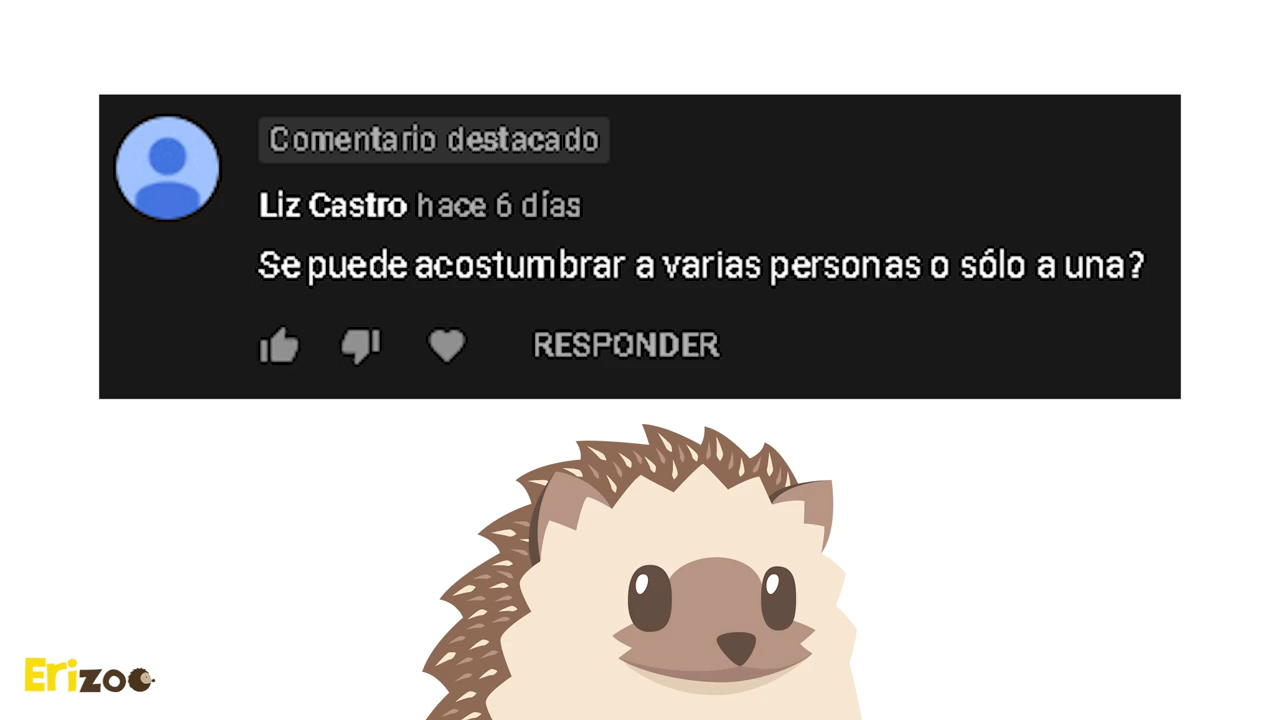 Comentario destacado
Liz Castro hace 6 días
Se puede acostumbrar a varias personas o sólo a una?
RESPONDER
Erizoo